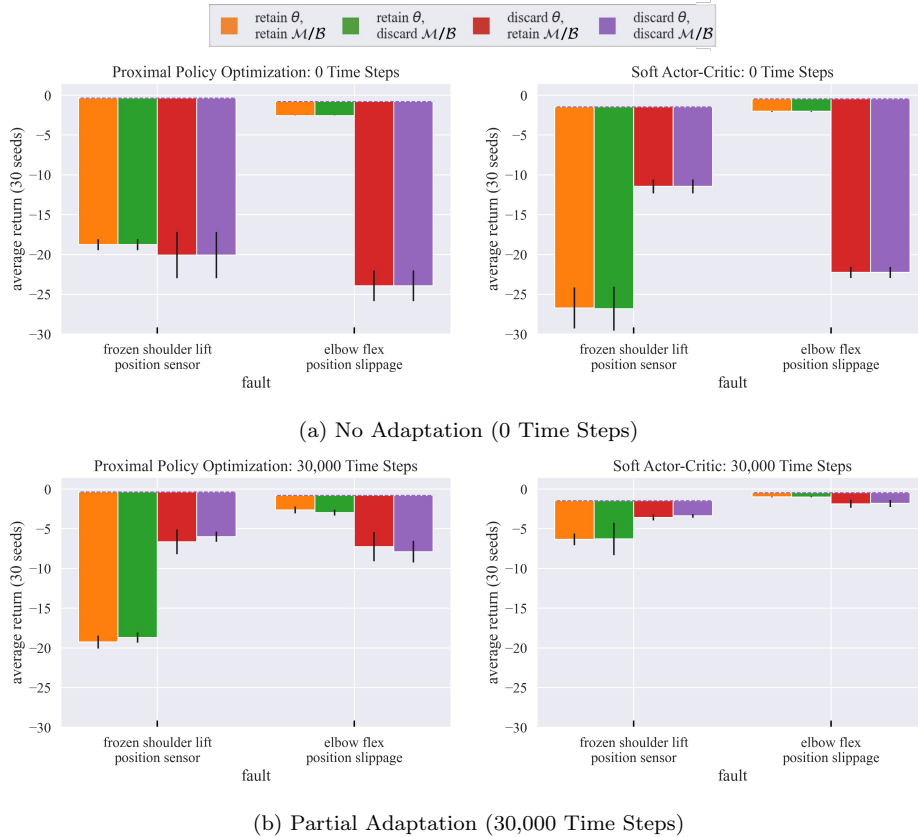 retain θ, retain θ, discard θ, discard θ,
retain ℳ/ℬ discard ℳ/ℬ retain ℳ/ℬ discard ℳ/ℬ
Proximal Policy Optimization: 0 Time Steps
0
−5
−10
−15
−20
−25
−30
average return (30 seeds)
frozen shoulder lift
position sensor
elbow flex
position slippage
fault
Soft Actor-Critic: 0 Time Steps
0
−5
−10
−15
−20
−25
−30
average return (30 seeds)
frozen shoulder lift
position sensor
elbow flex
position slippage
fault
(a) No Adaptation (0 Time Steps)
Proximal Policy Optimization: 30,000 Time Steps
0
−5
−10
−15
−20
−25
−30
average return (30 seeds)
frozen shoulder lift
position sensor
elbow flex
position slippage
fault
Soft Actor-Critic: 30,000 Time Steps
0
−5
−10
−15
−20
−25
−30
average return (30 seeds)
frozen shoulder lift
position sensor
elbow flex
position slippage
fault
(b) Partial Adaptation (30,000 Time Steps)